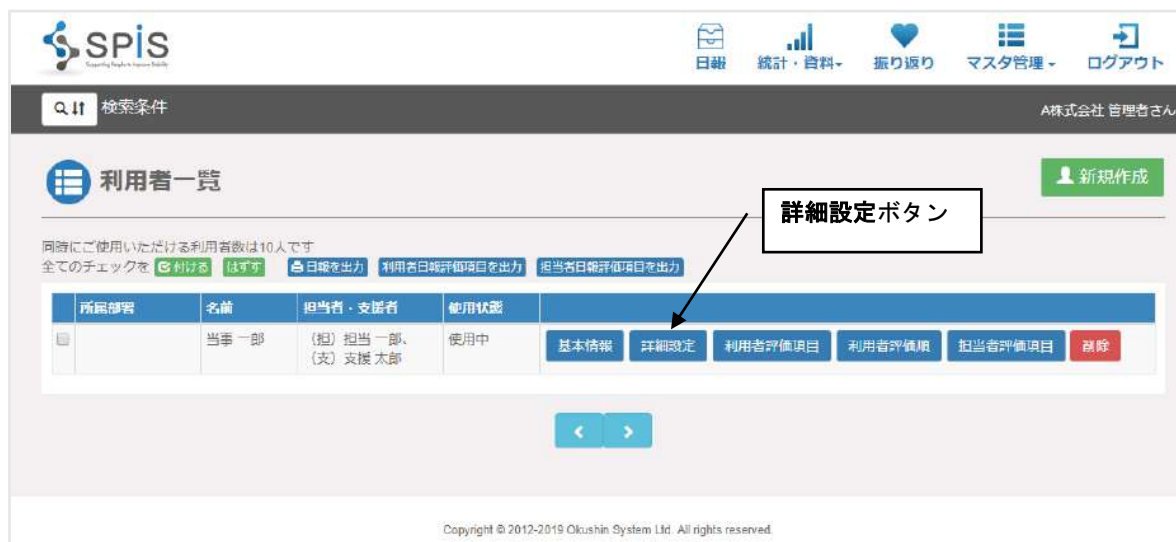 SPiS
Supporting People to Improve Stability
日報
統計・資料
振り返り
マスタ管理
ログアウト
検索条件
A株式会社 管理者さん
利用者一覧
新規作成
詳細設定ボタン
同時にご使用いただける利用者数は10人です
全てのチェックを 付ける はずす 日報を出力 利用者日報評価項目を出力 担当者日報評価項目を出力
所属部署 名前 担当者・支援者 使用状態
当事 一郎 (担) 担当 一郎、 使用中 基本情報 詳細設定 利用者評価項目 利用者評価順 担当者評価項目 削除
(支) 支援 太郎
Copyright © 2012-2019 Okushin System Ltd. All rights reserved.